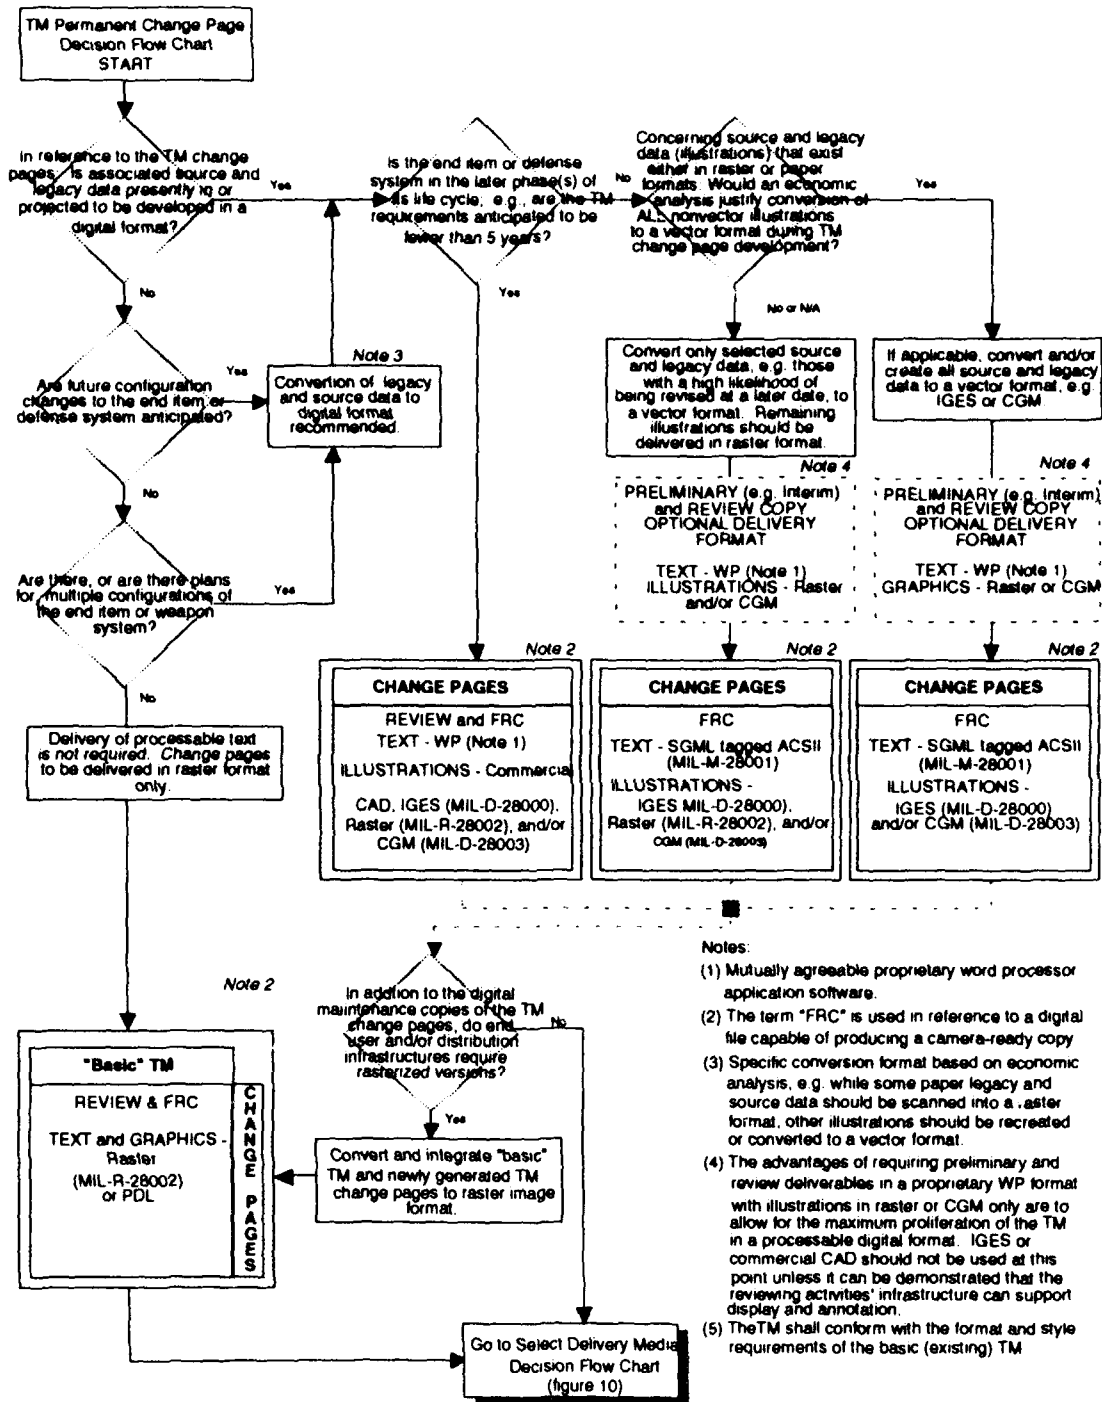 TM Permanent Change Page
Decision Flow Chart
START
In reference to the TM change
pages, is associated source and
legacy data presently in or
projected to be developed in a
digital format?
Yes
No
Is the end item or defense
system in the later phase(s) of
its life cycle, e.g., are the TM
requirements anticipated to be
fewer than 5 years?
No
Yes
Concerning source and legacy
data (illustrations) that exist
either in raster or paper
formats: Would an economic
analysis justify conversion of
ALL nonvector illustrations
to a vector format during TM
change page development?
Yes
No or N/A
Are future configuration
changes to the end item or
defense system anticipated?
Yes
No
Note 3
Convertion of legacy
and source data to
digital format
recommended.
Convert only selected source
and legacy data, e.g. those
with a high likelihood of
being revised at a later date, to
a vector format. Remaining
illustrations should be
delivered in raster format.
If applicable, convert and/or
create all source and legacy
data to a vector format, e.g.
IGES or CGM
Note 4
PRELIMINARY (e.g. Interim)
and REVIEW COPY
OPTIONAL DELIVERY
FORMAT
TEXT - WP (Note 1)
ILLUSTRATIONS - Raster
and/or CGM
Note 4
PRELIMINARY (e.g. Interim)
and REVIEW COPY
OPTIONAL DELIVERY
FORMAT
TEXT - WP (Note 1)
GRAPHICS - Raster or CGM
Are there, or are there plans
for multiple configurations of
the end item or weapon
system?
Yes
No
Delivery of processable text
is not required. Change pages
to be delivered in raster format
only.
Note 2
CHANGE PAGES
REVIEW and FRC
TEXT - WP (Note 1)
ILLUSTRATIONS - Commercial
CAD, IGES (MIL-D-28000),
Raster (MIL-R-28002), and/or
CGM (MIL-D-28003)
Note 2
CHANGE PAGES
FRC
TEXT - SGML tagged ACSII
(MIL-M-28001)
ILLUSTRATIONS -
IGES MIL-D-28000),
Raster (MIL-R-28002), and/or
CGM (MIL-D-28003)
Note 2
CHANGE PAGES
FRC
TEXT - SGML tagged ACSII
(MIL-M-28001)
ILLUSTRATIONS -
IGES (MIL-D-28000)
and/or CGM (MIL-D-28003)
In addtion to the digital
maintenance copies of the TM
change pages, do end
user and/or distribution
infrastructures require
rasterized versions?
No
Yes
Convert and integrate "basic"
TM and newly generated TM
change pages to raster image
format.
Note 2
"Basic" TM
REVIEW & FRC
TEXT and GRAPHICS -
Raster
(MIL-R-28002)
or PDL
CHANGE PAGES
Go to Select Delivery Media
Decision Flow Chart
(figure 10)
Notes:
(1) Mutually agreeable proprietary word processor
application software.
(2) The term "FRC" is used in reference to a digital
file capable of producing a camera-ready copy
(3) Specific conversion format based on economic
analysis, e.g. while some paper legacy and
source data should be scanned into a raster
format, other illustrations should be recreated
or converted to a vector format.
(4) The advantages of requiring preliminary and
review deliverables in a proprietary WP format
with illustrations in raster or CGM only are to
allow for the maximum proliferation of the TM
in a processable digital format. IGES or
commercial CAD should not be used at this
point unless it can be demonstrated that the
reviewing activities' infrastructure can support
display and annotation.
(5) TheTM shall conform with the format and style
requirements of the basic (existing) TM